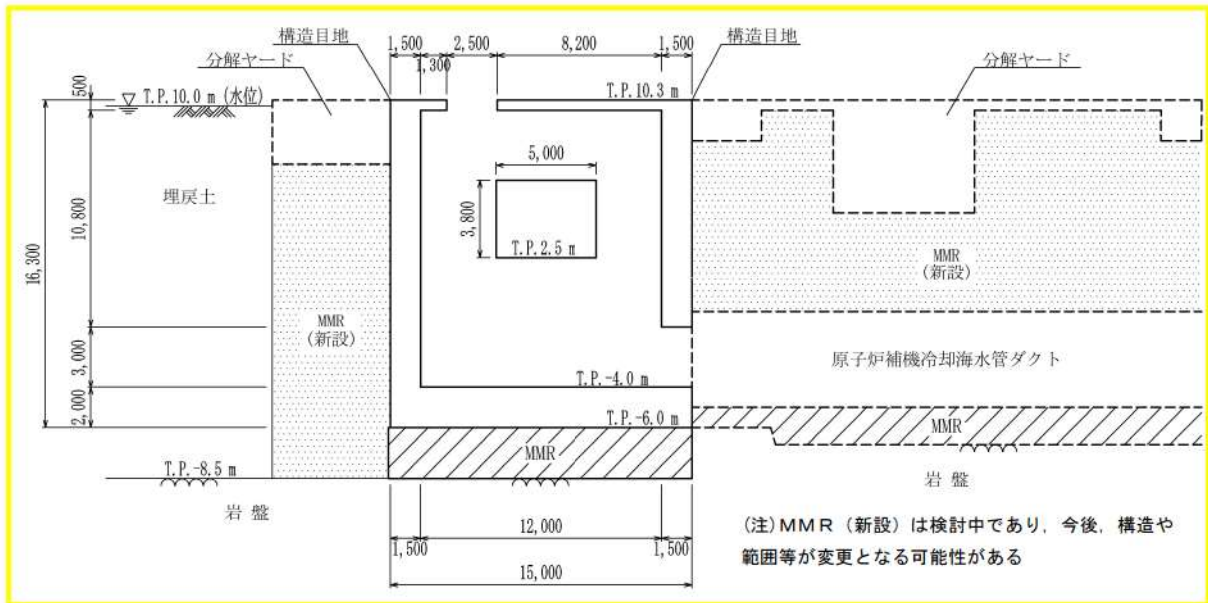 構造目地
1,500
2,500
8,200
1,500
構造目地
分解ヤード
1,300
分解ヤード
500
T.P.10.0 m (水位)
T.P.10.3 m
5,000
埋戻土
3,800
10,800
T.P.2.5 m
16,300
MMR
(新設)
MMR
(新設)
3,000
原子炉補機冷却海水管ダクト
T.P.-4.0 m
2,000
T.P.-6.0 m
MMR
MMR
T.P.-8.5 m
岩 盤
岩 盤
12,000
1,500
1,500
15,000
(注)MMR（新設）は検討中であり，今後，構造や
範囲等が変更となる可能性がある